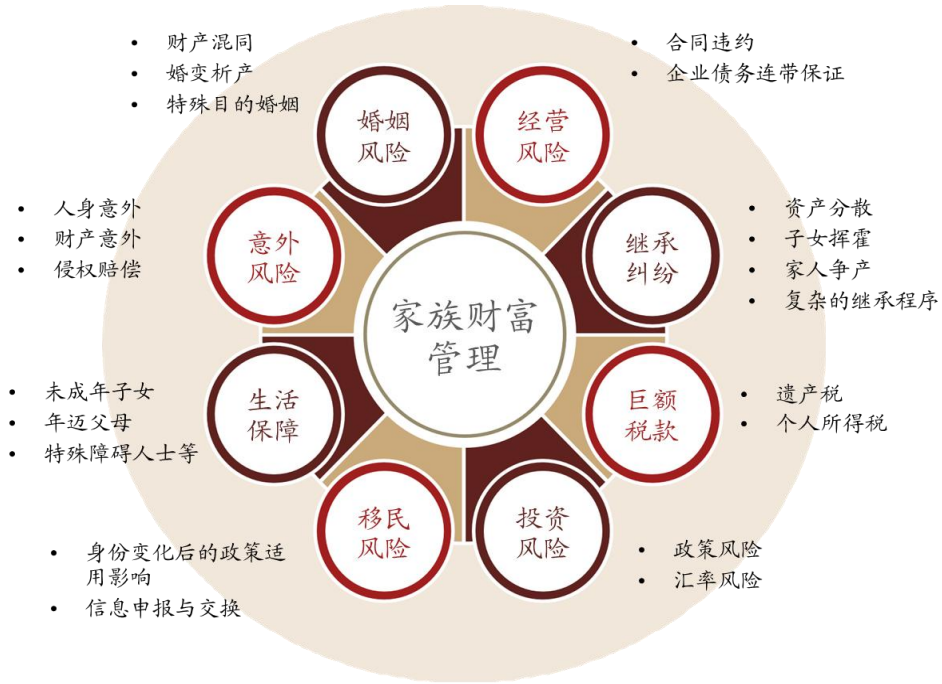 • 财产混同
• 婚变析产
• 特殊目的婚姻
婚姻
风险
• 合同违约
• 企业债务连带保证
经营
风险
• 人身意外
• 财产意外
• 侵权赔偿
意外
风险
继承
纠纷
• 资产分散
• 子女挥霍
• 家人争产
• 复杂的继承程序
家族财富
管理
• 未成年子女
• 年迈父母
• 特殊障碍人士等
生活
保障
巨额
税款
• 遗产税
• 个人所得税
移民
风险
• 身份变化后的政策适
用影响
• 信息申报与交换
投资
风险
• 政策风险
• 汇率风险